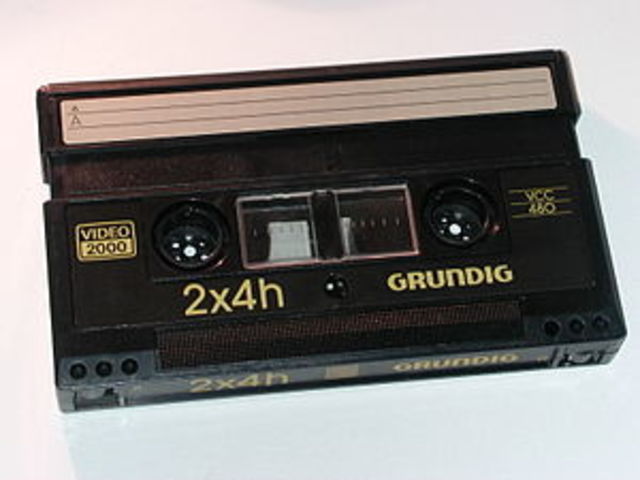 A
VIDEO
2000
VCC
480
2x4h
GRUNDIG
2x4h
GRUNDIG